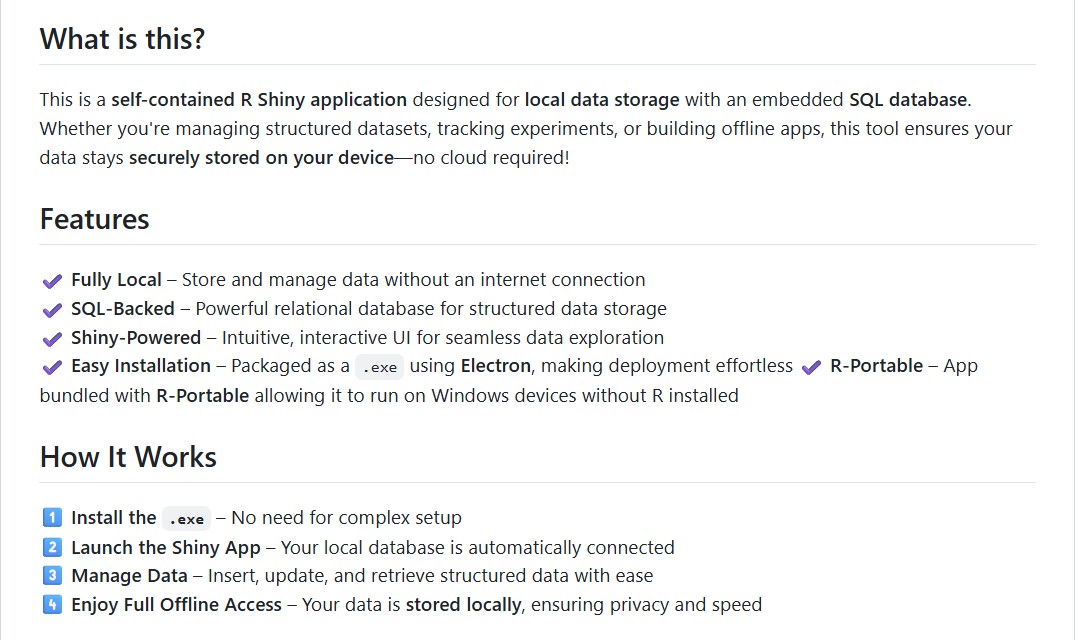 What is this?
This is a self-contained R Shiny application designed for local data storage with an embedded SQL database.
Whether you're managing structured datasets, tracking experiments, or building offline apps, this tool ensures your
data stays securely stored on your device—no cloud required!
Features
✔ Fully Local – Store and manage data without an internet connection
✔ SQL-Backed – Powerful relational database for structured data storage
✔ Shiny-Powered – Intuitive, interactive UI for seamless data exploration
✔ Easy Installation – Packaged as a .exe using Electron, making deployment effortless ✔ R-Portable – App
bundled with R-Portable allowing it to run on Windows devices without R installed
How It Works
1️⃣ Install the .exe – No need for complex setup
2️⃣ Launch the Shiny App – Your local database is automatically connected
3️⃣ Manage Data – Insert, update, and retrieve structured data with ease
4️⃣ Enjoy Full Offline Access – Your data is stored locally, ensuring privacy and speed